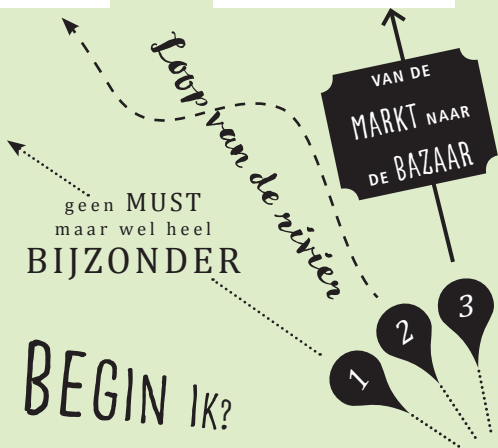 Loop van de rivier
VAN DE
MARKT NAAR
DE BAZAAR
geen MUST
maar wel heel
BIJZONDER
1
2
3
BEGIN IK?